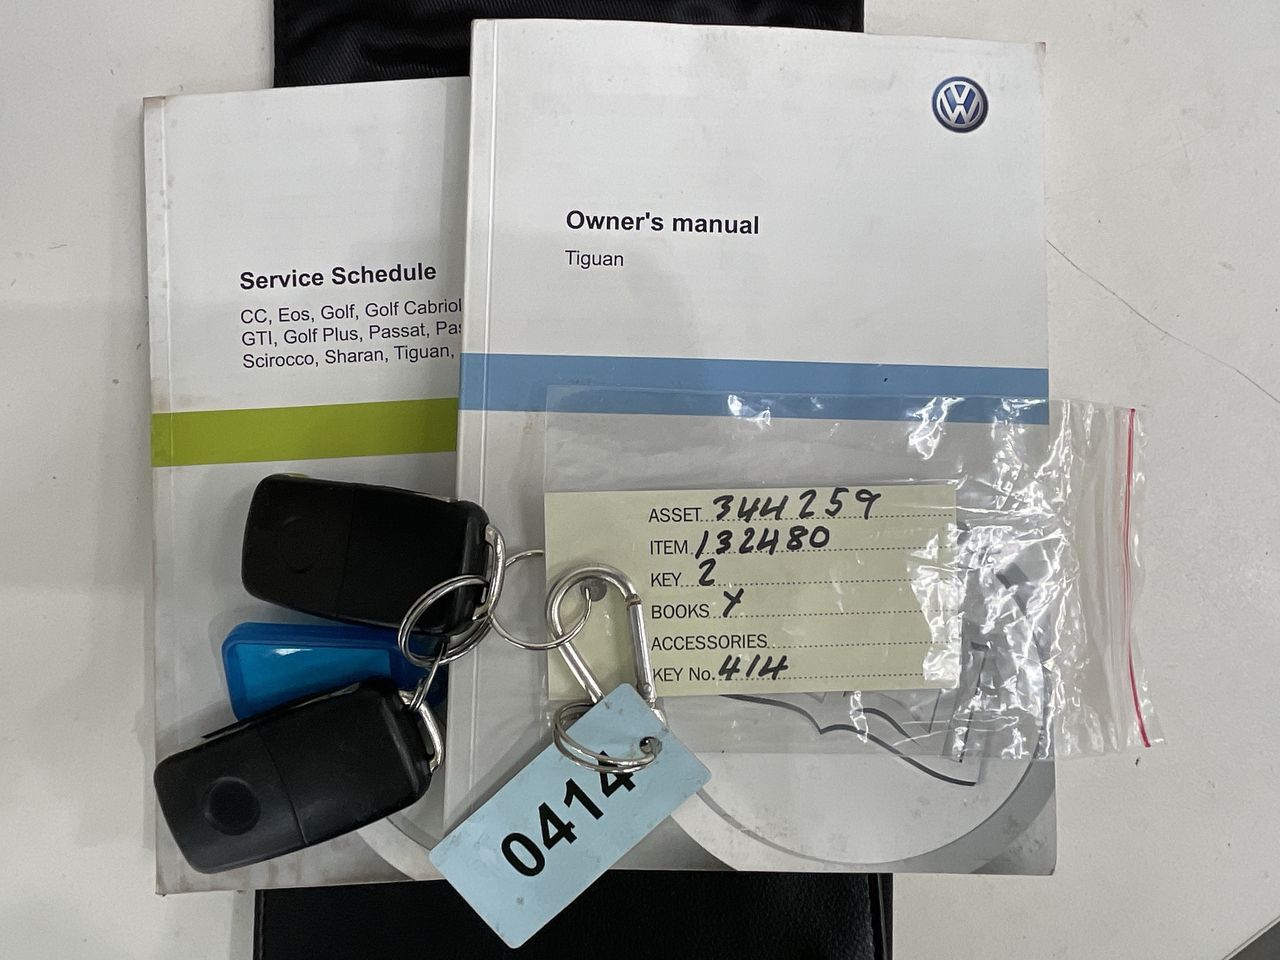 Service Schedule
CC, Eos, Golf, Golf Cabriol
GTI, Golf Plus, Passat, Pas
Scirocco, Sharan, Tiguan,
Owner's manual
Tiguan
ASSET 344259
ITEM 132480
KEY 2
BOOKS Y
ACCESSORIES
KEY No. 414
0414